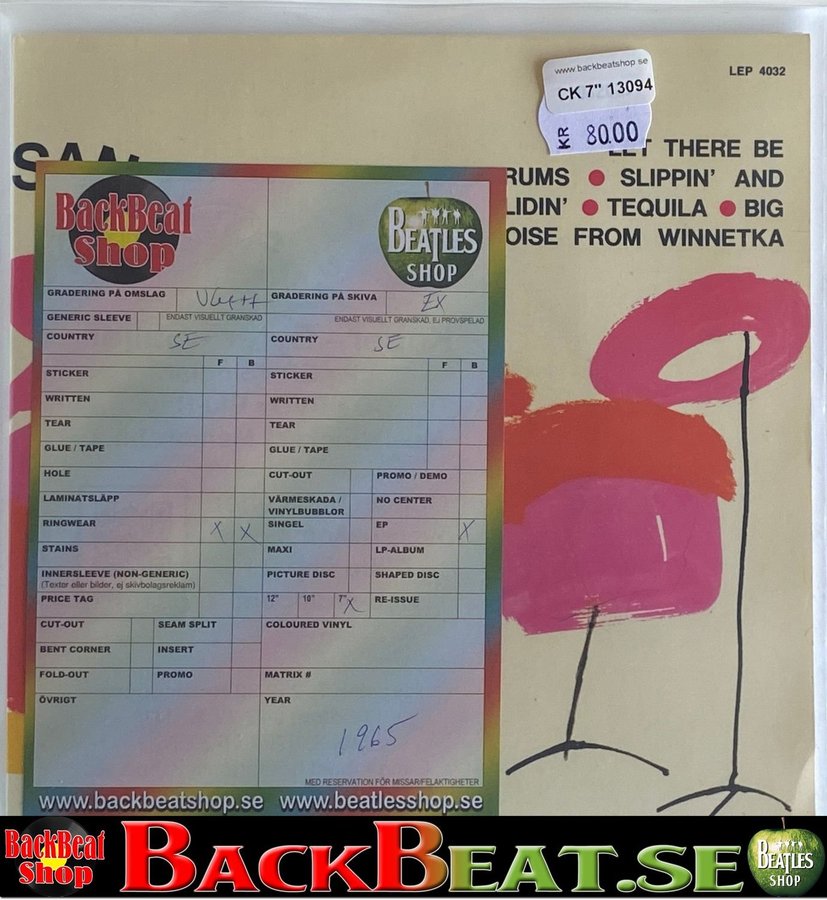 www.backbeatshop.se
CK 7" 13094
KR 80.00
LEP 4032
THERE BE
RUMS ● SLIPPIN' AND
LIDIN' ● TEQUILA ● BIG
OISE FROM WINNETKA
SAN
BackBeat
Shop
BEATLES
SHOP
GRADERING PÅ OMSLAG VG+++ GRADERING PÅ SKIVA EX
GENERIC SLEEVE ENDAST VISUELLT GRANSKAD ENDAST VISUELLT GRANSKAD, EJ PROVSPELAD
COUNTRY SE COUNTRY SE
F B F B
STICKER STICKER
WRITTEN WRITTEN
TEAR TEAR
GLUE / TAPE GLUE / TAPE
HOLE CUT-OUT PROMO / DEMO
LAMINATSLÄPP VÄRMESKADA / NO CENTER
VINYLBUBBLOR
RINGWEAR X X SINGEL EP X
STAINS MAXI LP-ALBUM
INNERSLEEVE (NON-GENERIC) PICTURE DISC SHAPED DISC
(Texter eller bilder, ej skivbolagsreklam)
PRICE TAG 12" 10" 7" X RE-ISSUE
CUT-OUT SEAM SPLIT COLOURED VINYL
BENT CORNER INSERT
FOLD-OUT PROMO MATRIX #
ÖVRIGT YEAR
1965
MED RESERVATION FÖR MISSAR/FELAKTIGHETER
www.backbeatshop.se www.beatlesshop.se
BackBeat
Shop
BACKBEAT.SE
BEATLES
SHOP